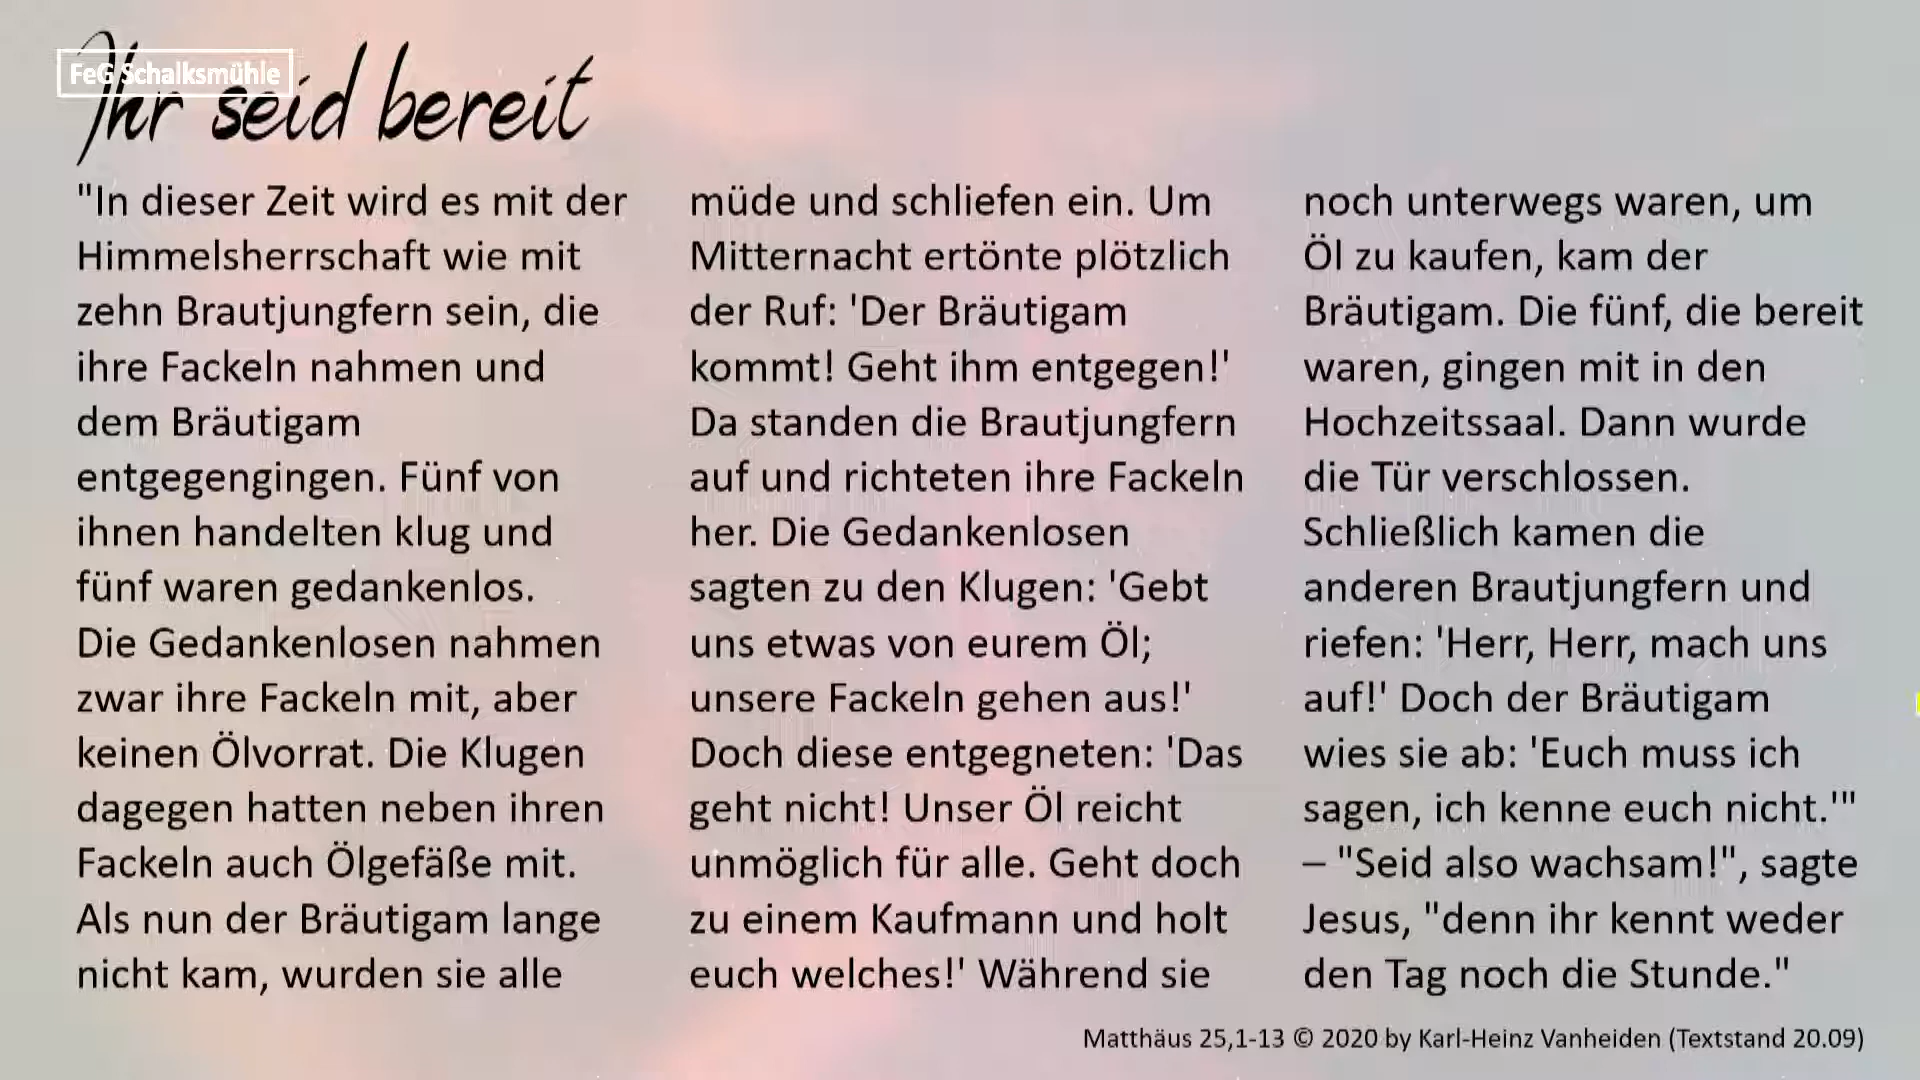 FeG Schalksmühle
Ihr seid bereit
"In dieser Zeit wird es mit der
Himmelsherrschaft wie mit
zehn Brautjungfern sein, die
ihre Fackeln nahmen und
dem Bräutigam
entgegengingen. Fünf von
ihnen handelten klug und
fünf waren gedankenlos.
Die Gedankenlosen nahmen
zwar ihre Fackeln mit, aber
keinen Ölvorrat. Die Klugen
dagegen hatten neben ihren
Fackeln auch Ölgefäße mit.
Als nun der Bräutigam lange
nicht kam, wurden sie alle
müde und schliefen ein. Um
Mitternacht ertönte plötzlich
der Ruf: 'Der Bräutigam
kommt! Geht ihm entgegen!'
Da standen die Brautjungfern
auf und richteten ihre Fackeln
her. Die Gedankenlosen
sagten zu den Klugen: 'Gebt
uns etwas von eurem Öl;
unsere Fackeln gehen aus!'
Doch diese entgegneten: 'Das
geht nicht! Unser Öl reicht
unmöglich für alle. Geht doch
zu einem Kaufmann und holt
euch welches!' Während sie
noch unterwegs waren, um
Öl zu kaufen, kam der
Bräutigam. Die fünf, die bereit
waren, gingen mit in den
Hochzeitssaal. Dann wurde
die Tür verschlossen.
Schließlich kamen die
anderen Brautjungfern und
riefen: 'Herr, Herr, mach uns
auf!' Doch der Bräutigam
wies sie ab: 'Euch muss ich
sagen, ich kenne euch nicht.'"
– "Seid also wachsam!", sagte
Jesus, "denn ihr kennt weder
den Tag noch die Stunde."
Matthäus 25,1-13 © 2020 by Karl-Heinz Vanheiden (Textstand 20.09)